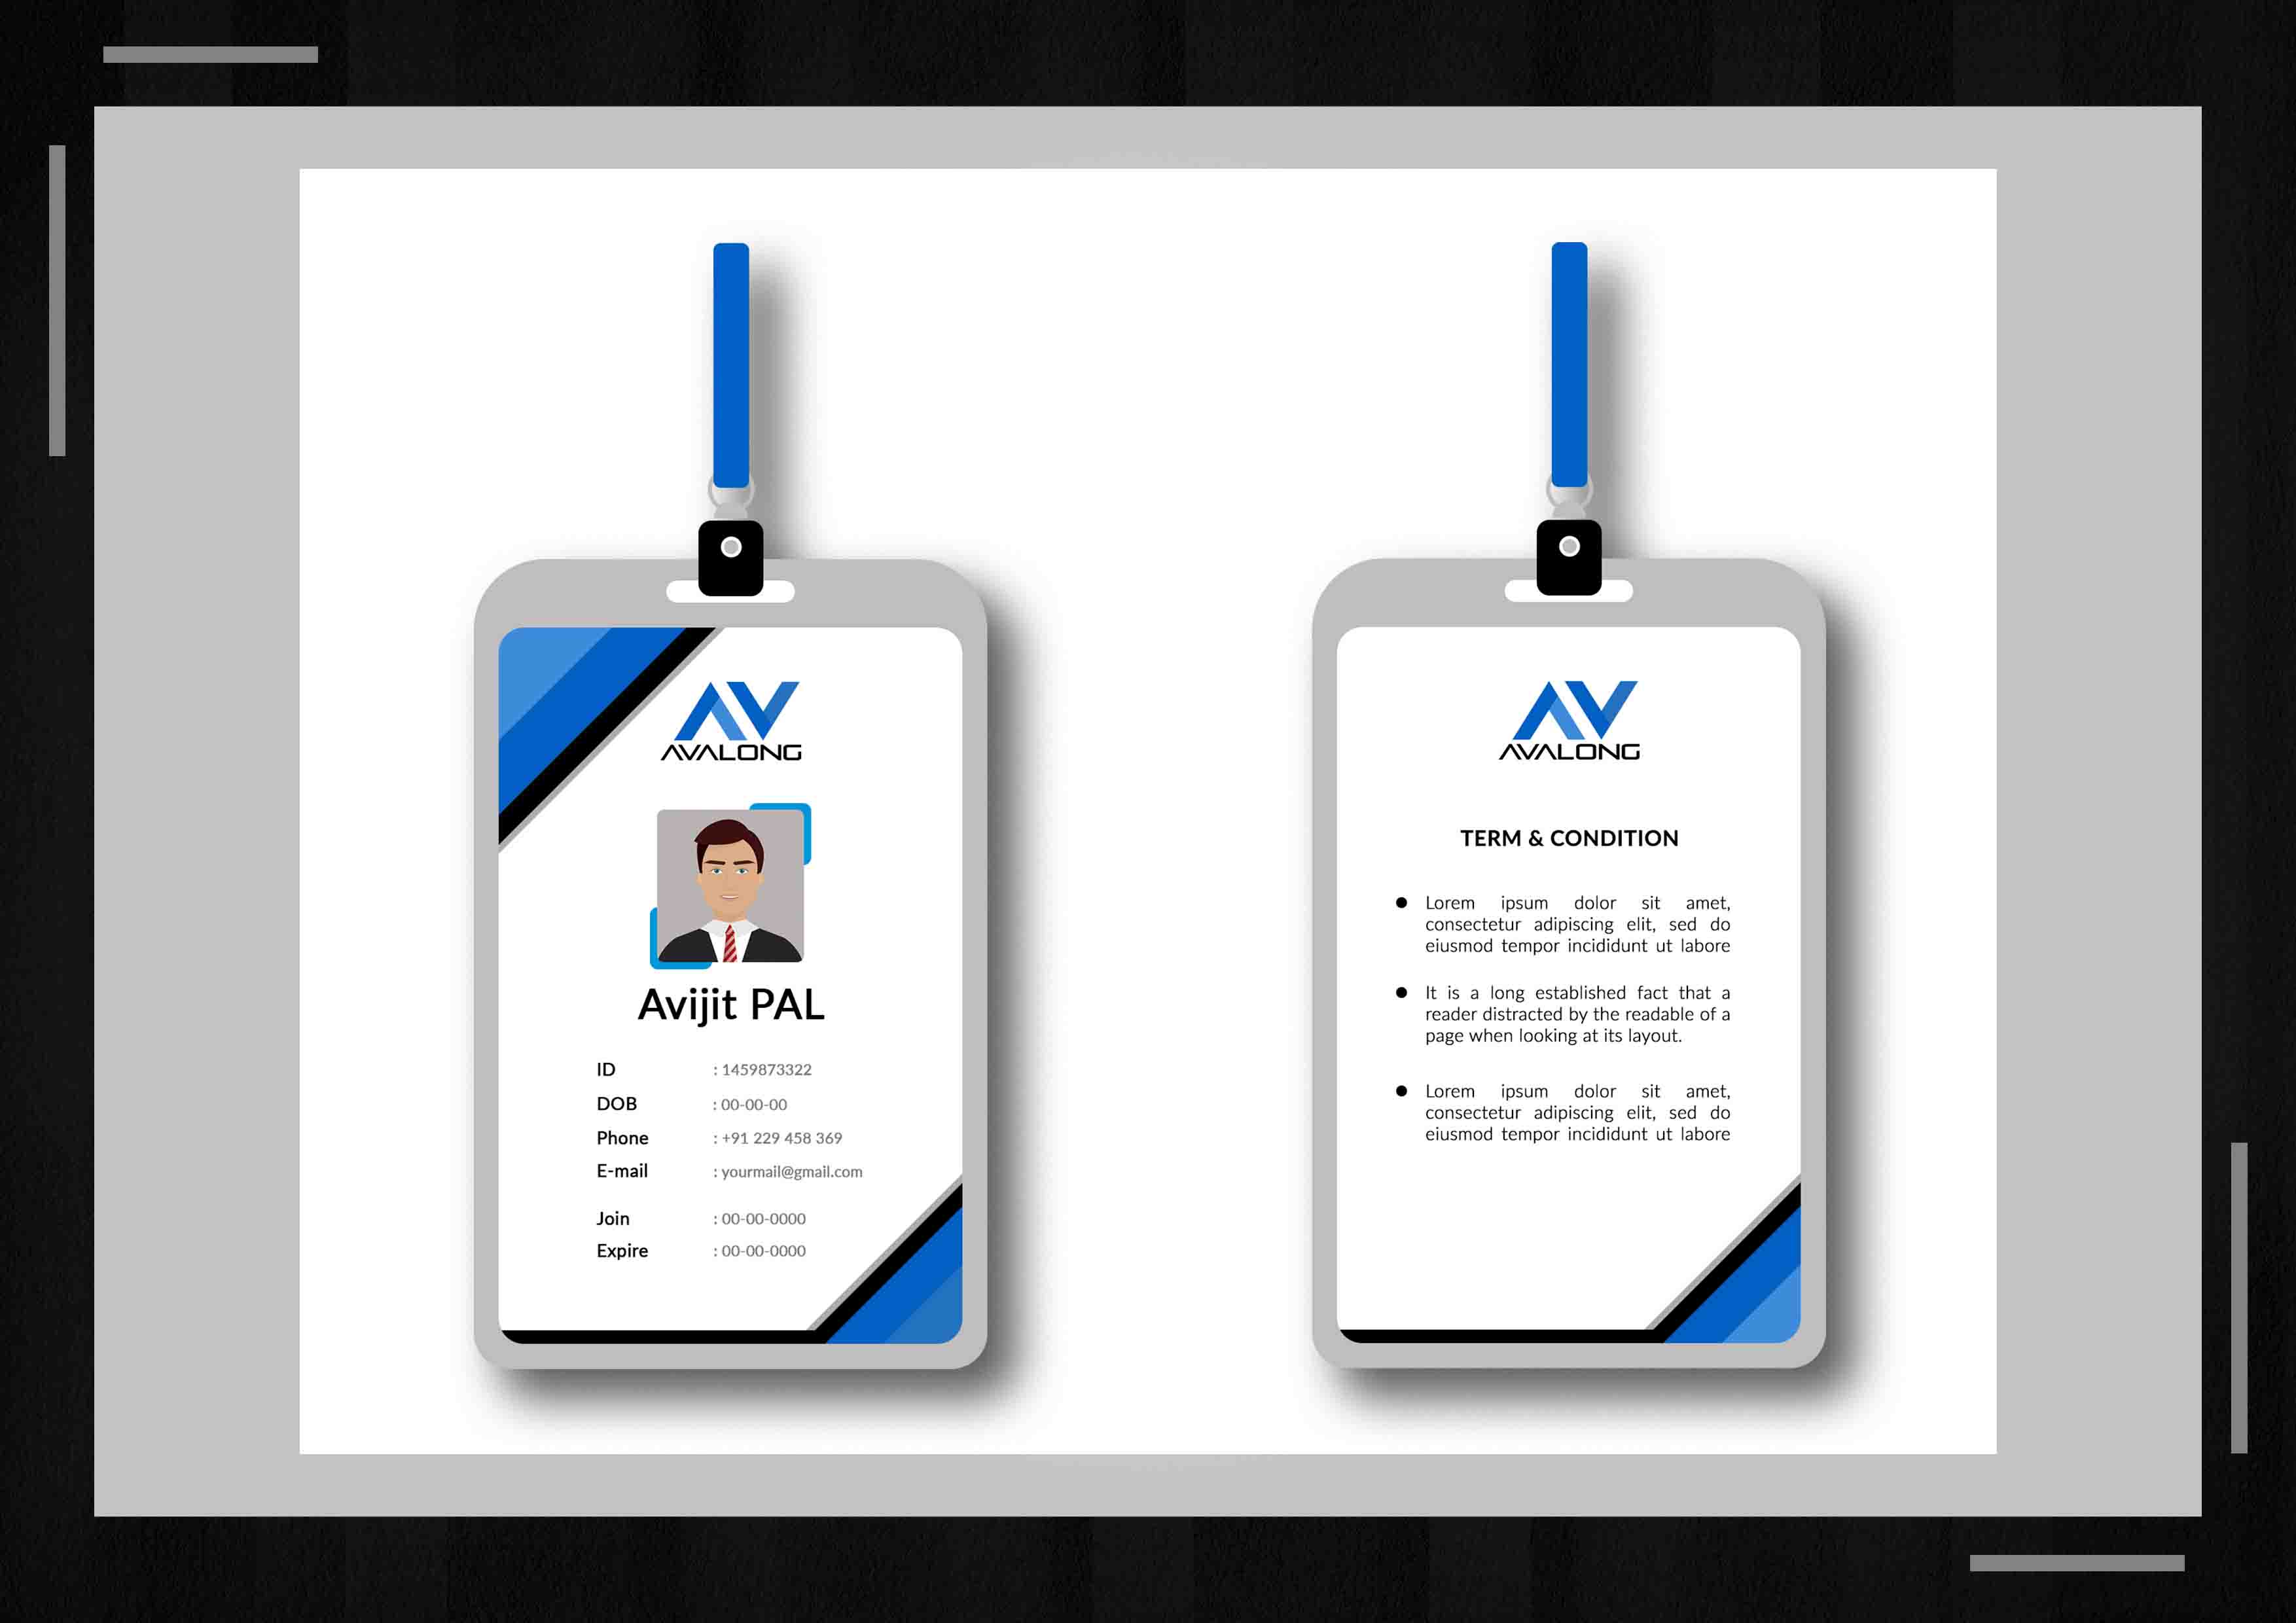 AV
AVALONG
Avijit PAL
ID : 1459873322
DOB : 00-00-00
Phone : +91 229 458 369
E-mail : yourmail@gmail.com
Join : 00-00-0000
Expire : 00-00-0000
AV
AVALONG
TERM & CONDITION
● Lorem ipsum dolor sit amet,
consectetur adipiscing elit, sed do
eiusmod tempor incididunt ut labore
● It is a long established fact that a
reader distracted by the readable of a
page when looking at its layout.
● Lorem ipsum dolor sit amet,
consectetur adipiscing elit, sed do
eiusmod tempor incididunt ut labore